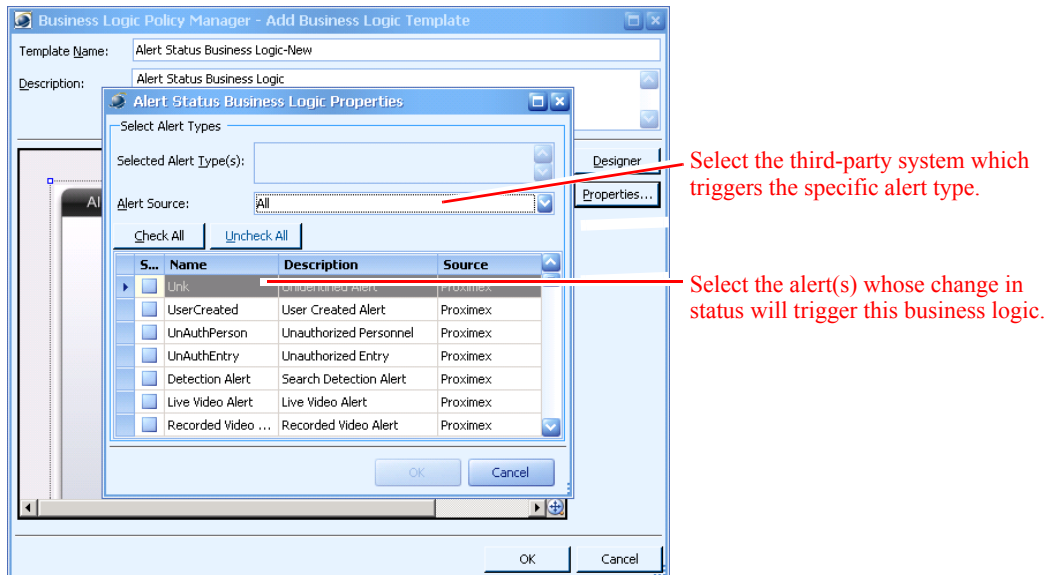 Business Logic Policy Manager - Add Business Logic Template
Template Name: Alert Status Business Logic-New
Description: Alert Status Business Logic
Alert Status Business Logic Properties
Select Alert Types
Selected Alert Type(s):
Designer
Properties...
Alert Source: All
Check All Uncheck All
S... Name Description Source
Unk Unidentified Alert Proximex
UserCreated User Created Alert Proximex
UnAuthPerson Unauthorized Personnel Proximex
UnAuthEntry Unauthorized Entry Proximex
Detection Alert Search Detection Alert Proximex
Live Video Alert Live Video Alert Proximex
Recorded Video ... Recorded Video Alert Proximex
OK Cancel
OK Cancel
Select the third-party system which
triggers the specific alert type.
Select the alert(s) whose change in
status will trigger this business logic.